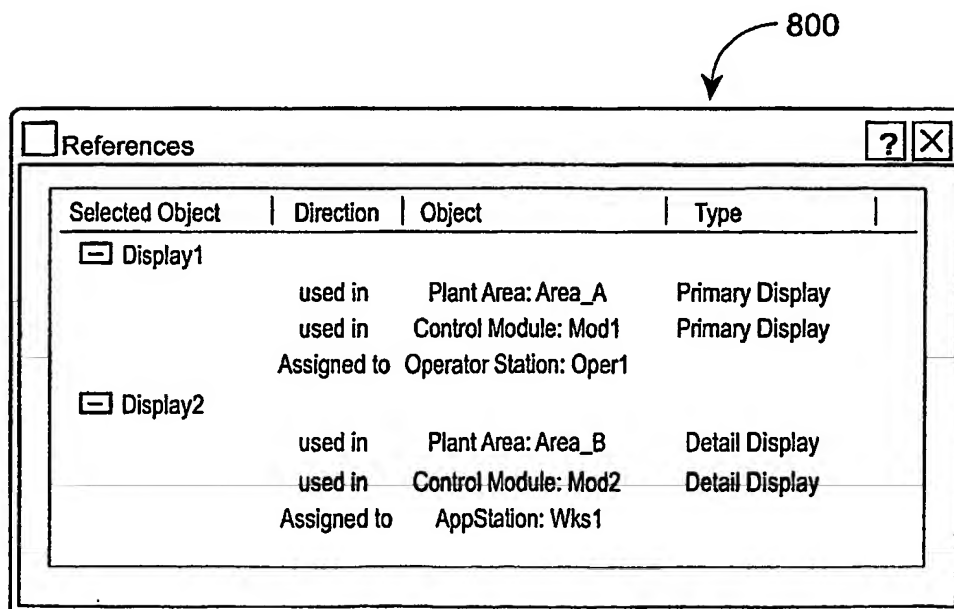 800
References ? X
Selected Object Direction Object Type
Display1
used in Plant Area: Area_A Primary Display
used in Control Module: Mod1 Primary Display
Assigned to Operator Station: Oper1
Display2
used in Plant Area: Area_B Detail Display
used in Control Module: Mod2 Detail Display
Assigned to AppStation: Wks1